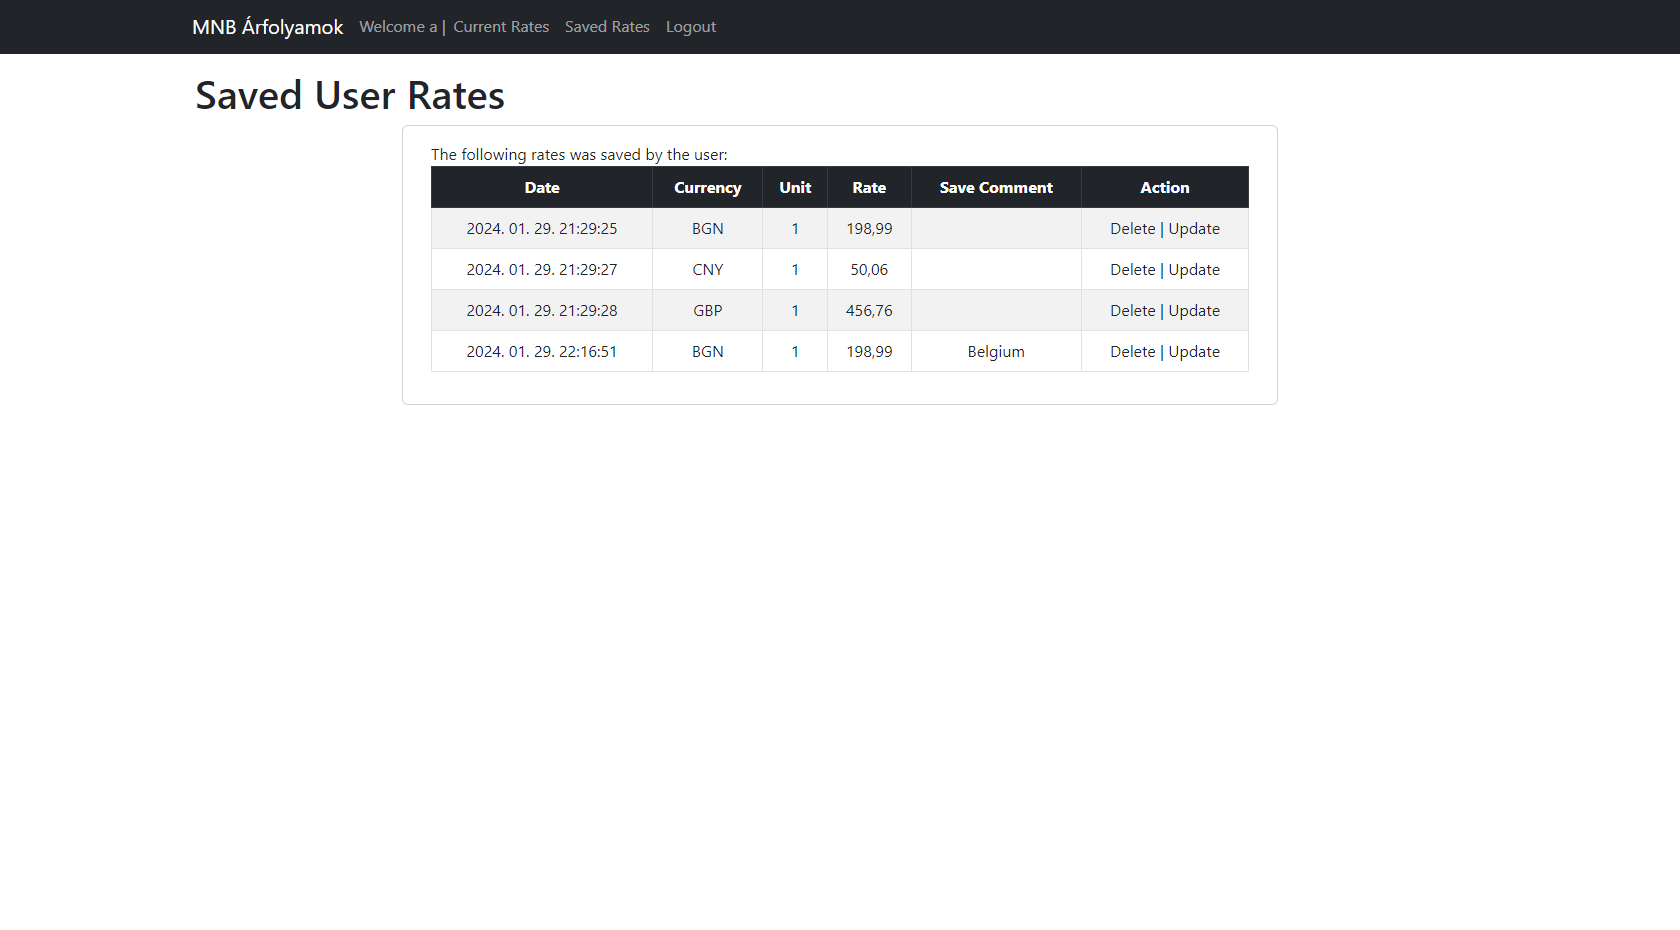 MNB Árfolyamok Welcome a | Current Rates Saved Rates Logout
Saved User Rates
The following rates was saved by the user:
Date Currency Unit Rate Save Comment Action
2024. 01. 29. 21:29:25 BGN 1 198,99 Delete | Update
2024. 01. 29. 21:29:27 CNY 1 50,06 Delete | Update
2024. 01. 29. 21:29:28 GBP 1 456,76 Delete | Update
2024. 01. 29. 22:16:51 BGN 1 198,99 Belgium Delete | Update